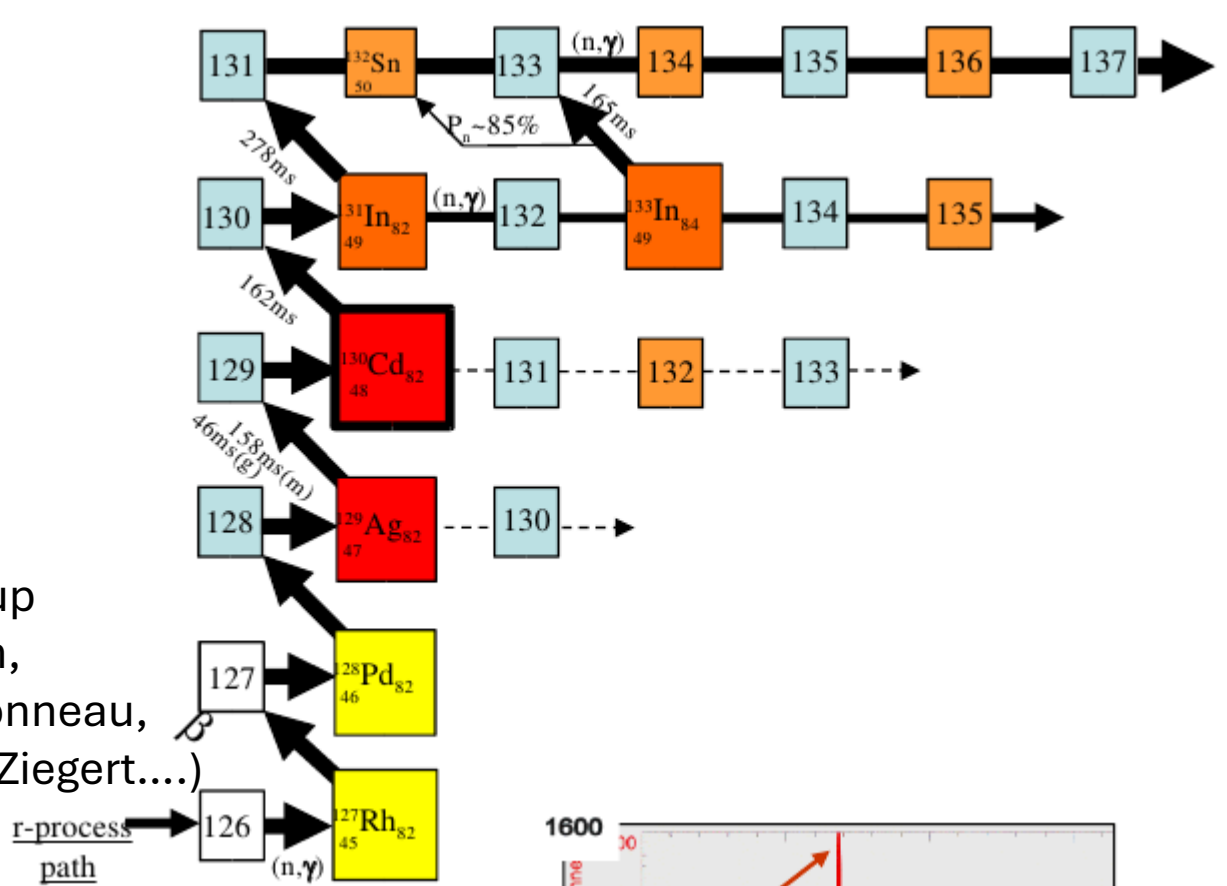 131 ¹³²Sn 50 133 (n,γ) 134 135 136 137
165ms
Pₙ~85%
278ms
130 ¹³¹In₈₂ 49 (n,γ) 132 ¹³³In₈₄ 49 134 135
162ms
129 ¹³⁰Cd₈₂ 48 131 132 133
158ms(m)
46ms(g)
128 ¹²⁹Ag₈₂ 47 130
up
127 ¹²⁸Pd₈₂ 46
onneau,
β
Ziegert....)
r-process 126 ¹²⁷Rh₈₂ 45
path
(n,γ)
1600